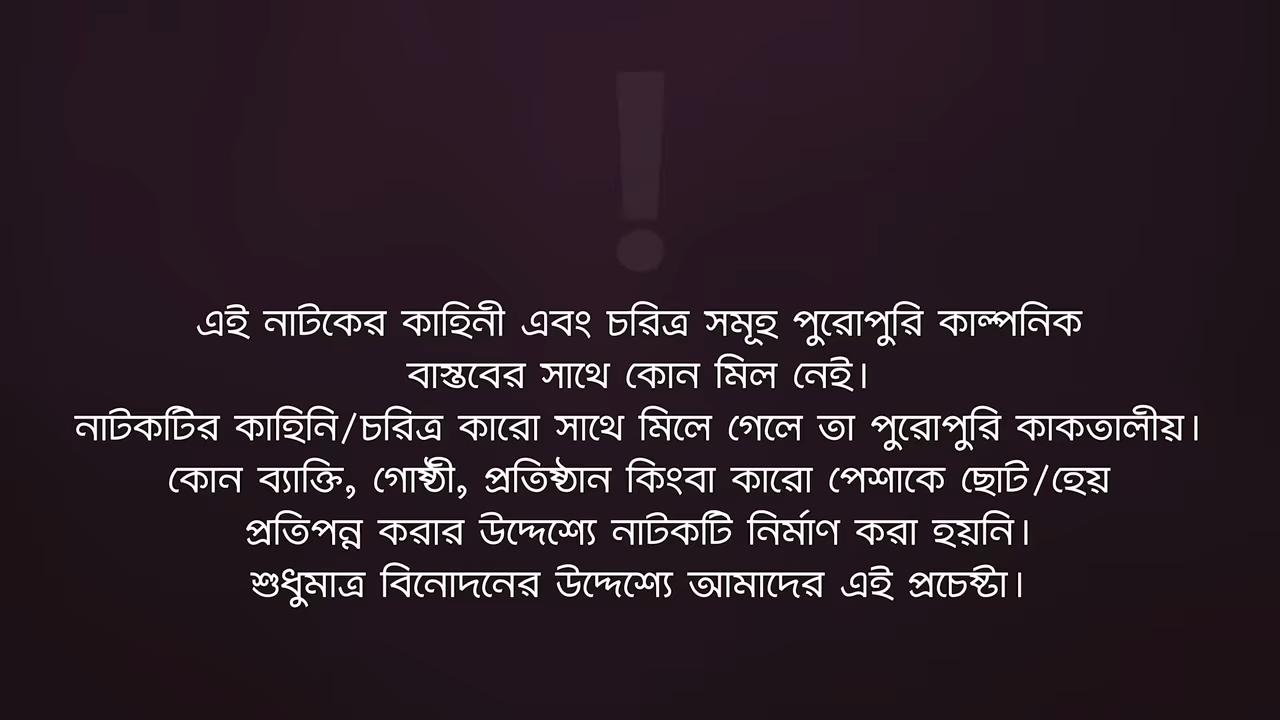 এই নাটকের কাহিনী এবং চরিত্র সমূহ পুরোপুরি কাল্পনিক
বাস্তবের সাথে কোন মিল নেই।
নাটকটির কাহিনি/চরিত্র কারো সাথে মিলে গেলে তা পুরোপুরি কাকতালীয়।
কোন ব্যাক্তি, গোষ্ঠী, প্রতিষ্ঠান কিংবা কারো পেশাকে ছোট/হেয়
প্রতিপন্ন করার উদ্দেশ্যে নাটকটি নির্মাণ করা হয়নি।
শুধুমাত্র বিনোদনের উদ্দেশ্যে আমাদের এই প্রচেষ্টা।